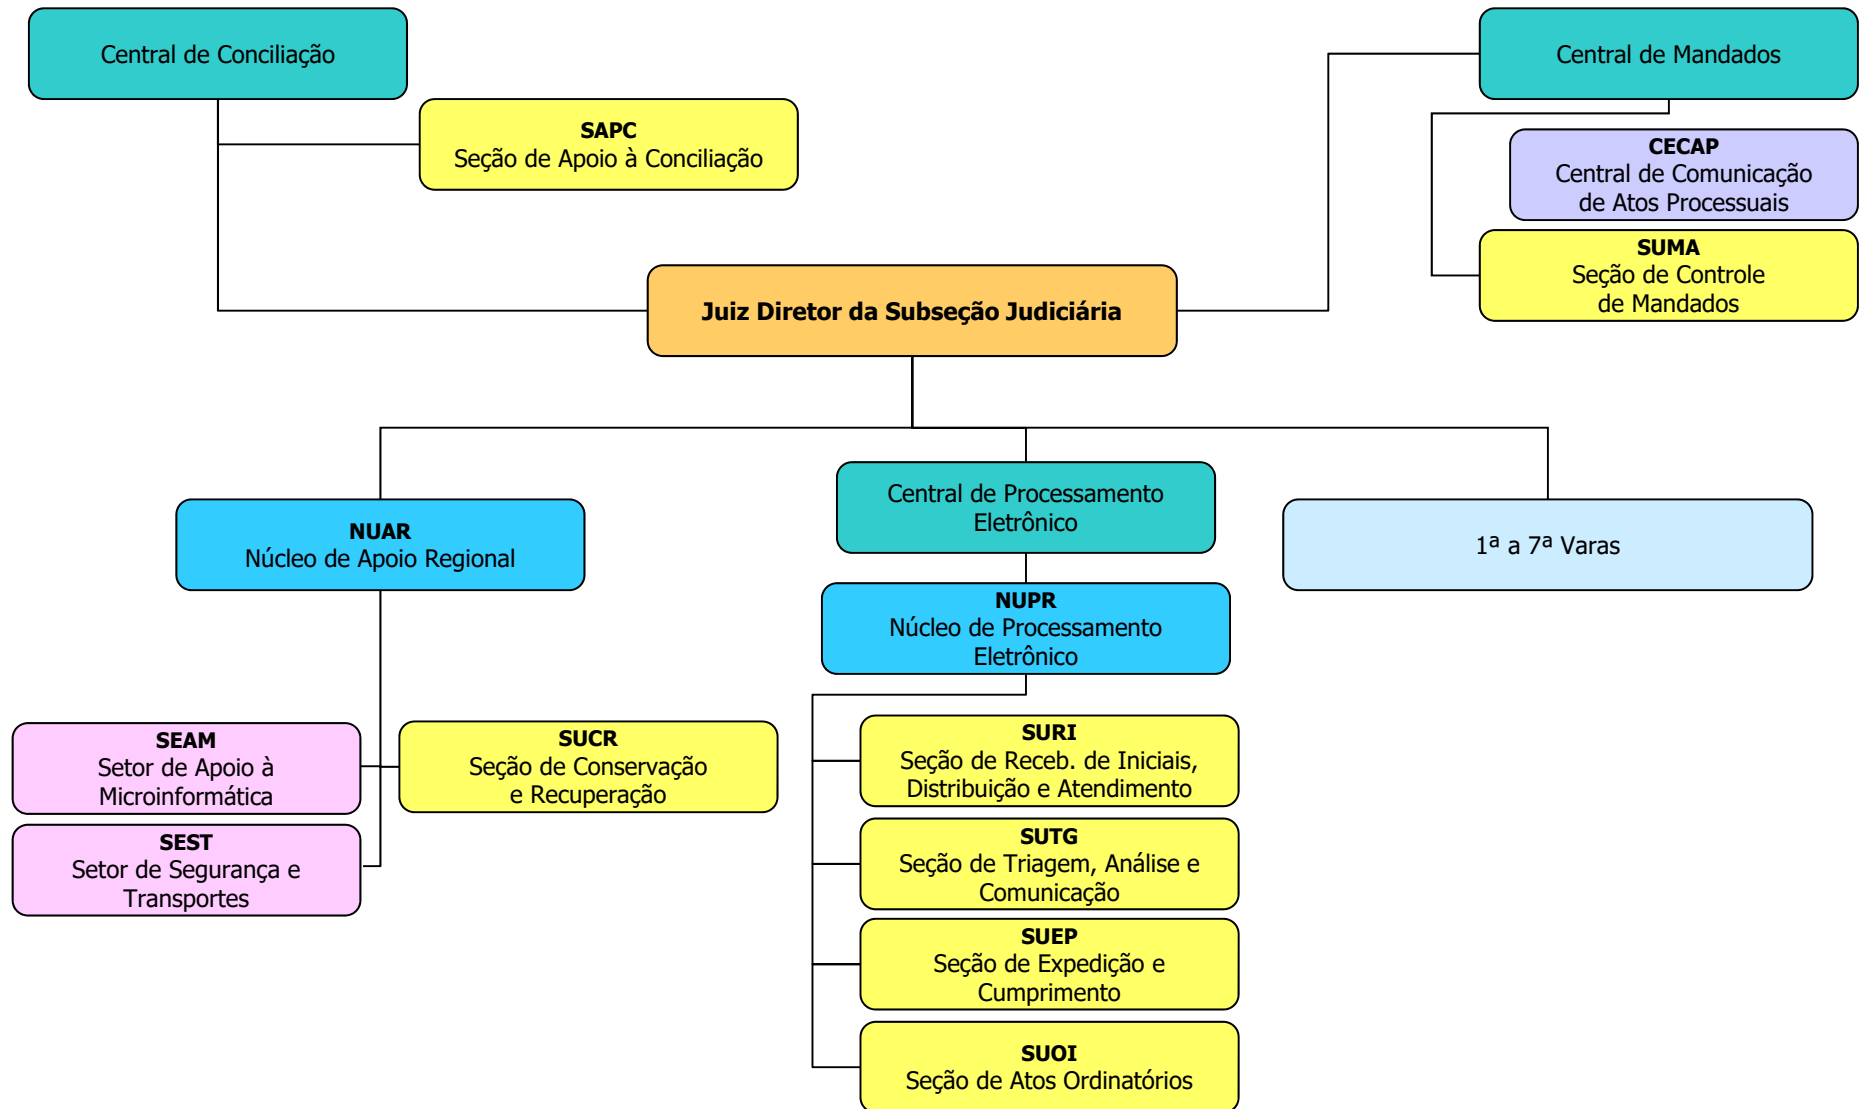 Central de Conciliação
Central de Mandados
SAPC
Seção de Apoio à Conciliação
CECAP
Central de Comunicação
de Atos Processuais
SUMA
Seção de Controle
de Mandados
Juiz Diretor da Subseção Judiciária
NUAR
Núcleo de Apoio Regional
Central de Processamento
Eletrônico
1ª a 7ª Varas
NUPR
Núcleo de Processamento
Eletrônico
SEAM
Setor de Apoio à
Microinformática
SUCR
Seção de Conservação
e Recuperação
SEST
Setor de Segurança e
Transportes
SURI
Seção de Receb. de Iniciais,
Distribuição e Atendimento
SUTG
Seção de Triagem, Análise e
Comunicação
SUEP
Seção de Expedição e
Cumprimento
SUOI
Seção de Atos Ordinatórios